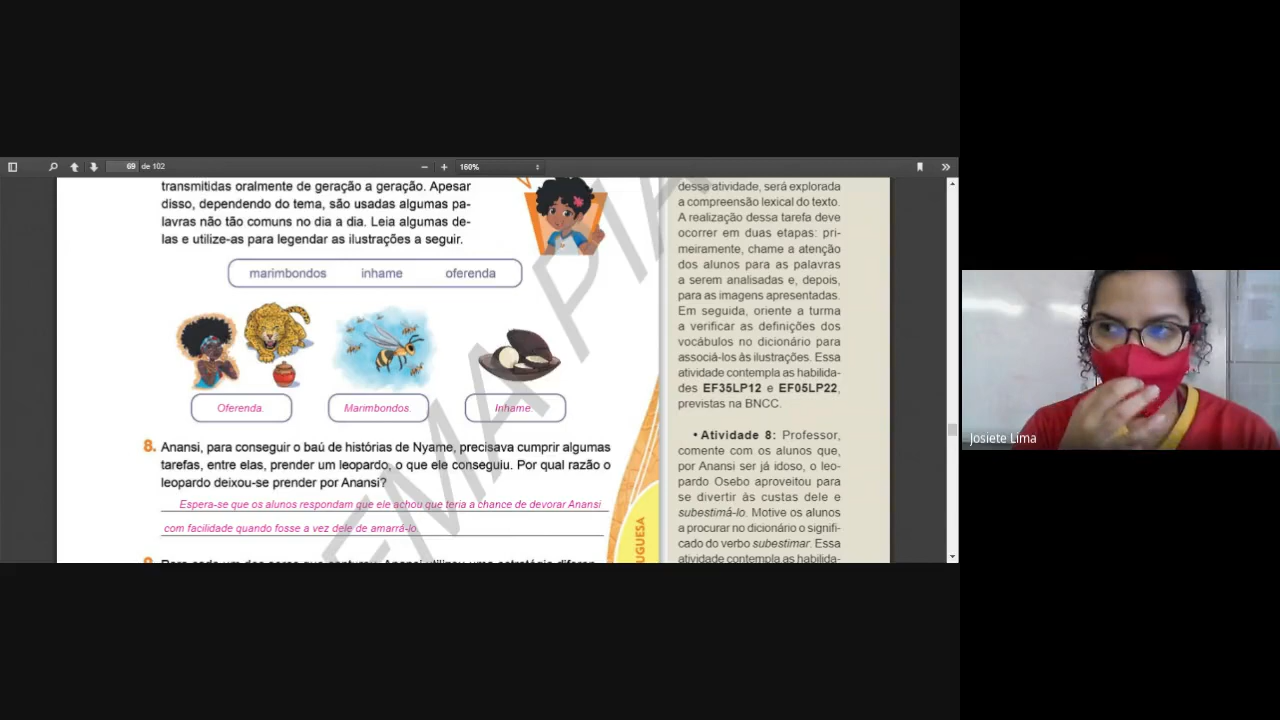 69 de 102
160%
transmitidas oralmente de geração a geração. Apesar
disso, dependendo do tema, são usadas algumas pa-
lavras não tão comuns no dia a dia. Leia algumas de-
las e utilize-as para legendar as ilustrações a seguir.
marimbondos inhame oferenda
Oferenda. Marimbondos. Inhame.
8. Anansi, para conseguir o baú de histórias de Nyame, precisava cumprir algumas
tarefas, entre elas, prender um leopardo, o que ele conseguiu. Por qual razão o
leopardo deixou-se prender por Anansi?
Espera-se que os alunos respondam que ele achou que teria a chance de devorar Anansi
com facilidade quando fosse a vez dele de amarrá-lo.
EMA PIA
UGUESA
dessa atividade, será explorada
a compreensão lexical do texto.
A realização dessa tarefa deve
ocorrer em duas etapas: pri-
meiramente, chame a atenção
dos alunos para as palavras
a serem analisadas e, depois,
para as imagens apresentadas.
Em seguida, oriente a turma
a verificar as definições dos
vocábulos no dicionário para
associá-los às ilustrações. Essa
atividade contempla as habilida-
des EF35LP12 e EF05LP22,
previstas na BNCC.
• Atividade 8: Professor,
comente com os alunos que,
por Anansi ser já idoso, o leo-
pardo Osebo aproveitou para
se divertir às custas dele e
subestimá-lo. Motive os alunos
a procurar no dicionário o signifi-
cado do verbo subestimar. Essa
atividade contempla as habilida-
Josiete Lima